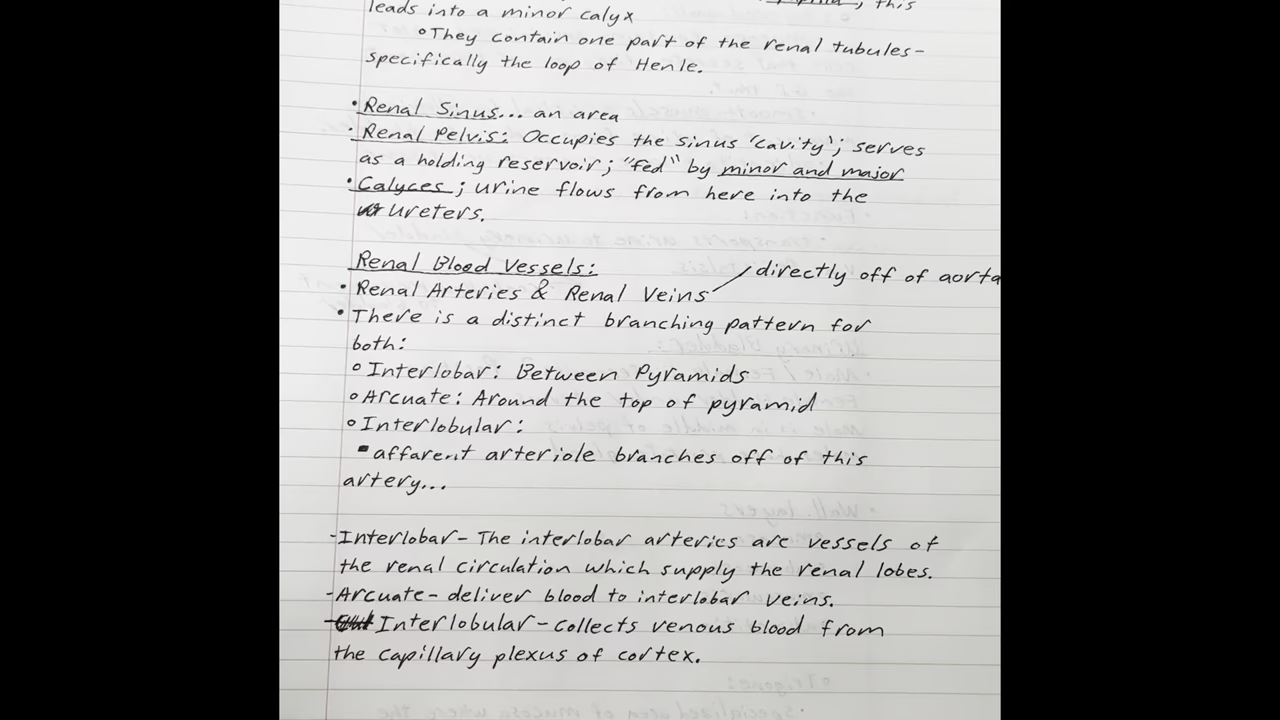 leads into a minor calyx this
° They contain one part of the renal tubules-
specifically the loop of Henle.
• Renal Sinus... an area
• Renal Pelvis: Occupies the sinus 'cavity'; serves
as a holding reservoir; "fed" by minor and major
• Calyces; urine flows from here into the
ureters.
Renal Blood Vessels:
directly off of aorta
• Renal Arteries & Renal Veins
• There is a distinct branching pattern for
both:
° Interlobar: Between Pyramids
° Arcuate: Around the top of pyramid
° Interlobular:
▪ affarent arteriole branches off of this
artery...
-Interlobar- The interlobar arteries are vessels of
the renal circulation which supply the renal lobes.
-Arcuate- deliver blood to interlobar veins.
- Interlobular- collects venous blood from
the capillary plexus of cortex.